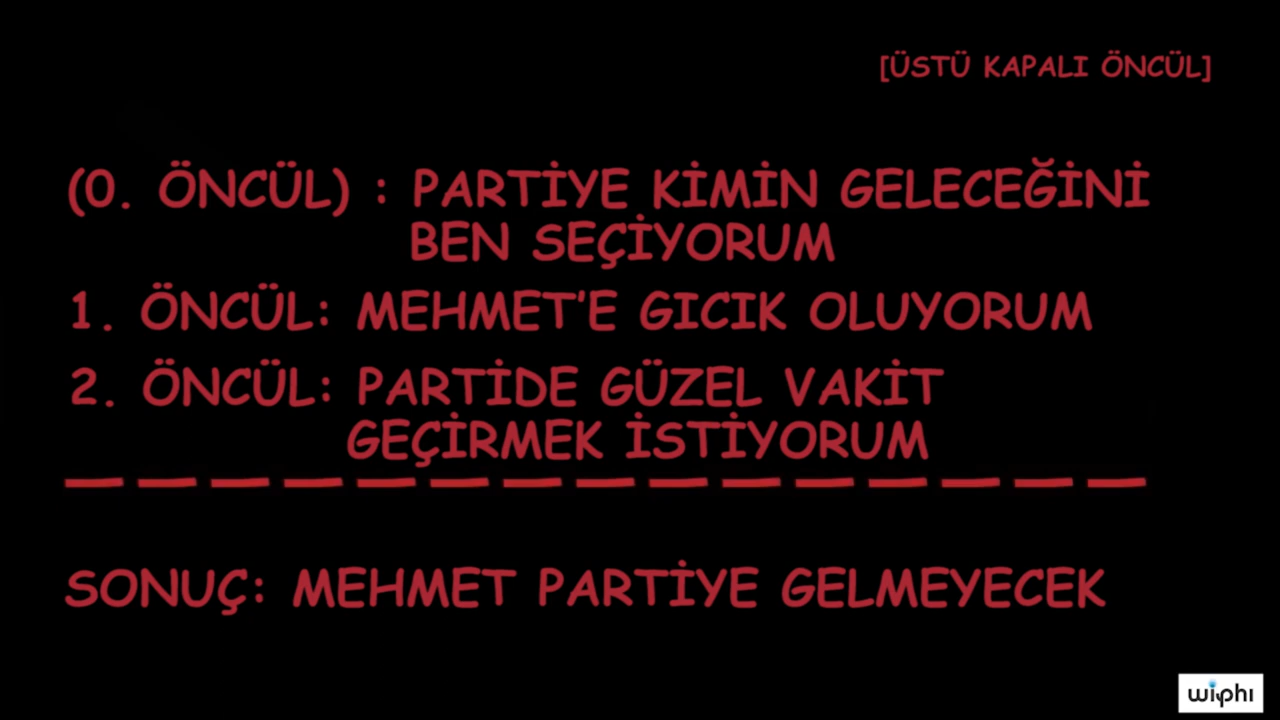 [ÜSTÜ KAPALI ÖNCÜL]
(0. ÖNCÜL) : PARTİYE KİMİN GELECEĞİNİ
BEN SEÇİYORUM
1. ÖNCÜL: MEHMET'E GICIK OLUYORUM
2. ÖNCÜL: PARTİDE GÜZEL VAKİT
GEÇİRMEK İSTİYORUM
SONUÇ: MEHMET PARTİYE GELMEYECEK
wiphi